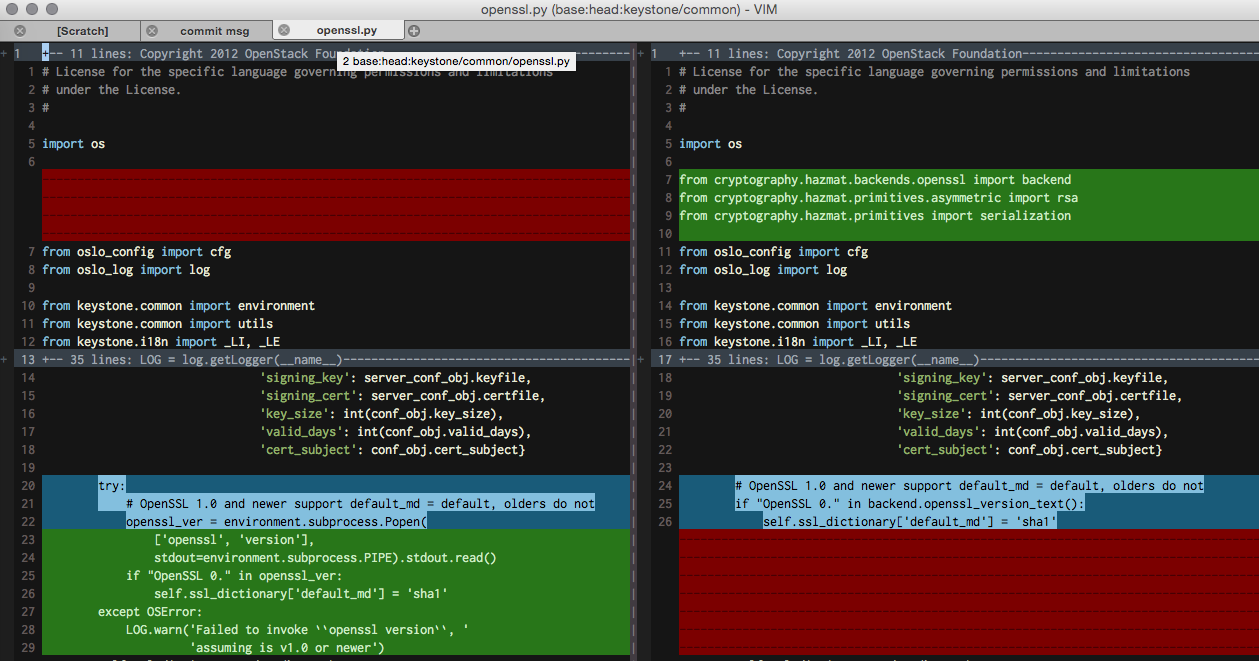 openssl.py (base:head:keystone/common) - VIM
[Scratch] commit msg openssl.py
2 base:head:keystone/common/openssl.py
+ 1 +-- 11 lines: Copyright 2012 OpenStack Foundation
1 # License for the specific language governing permissions and limitations
2 # under the License.
3 #
4
5 import os
6
7 from oslo_config import cfg
8 from oslo_log import log
9
10 from keystone.common import environment
11 from keystone.common import utils
12 from keystone.i18n import _LI, _LE
+ 13 +-- 35 lines: LOG = log.getLogger(__name__)
14 'signing_key': server_conf_obj.keyfile,
15 'signing_cert': server_conf_obj.certfile,
16 'key_size': int(conf_obj.key_size),
17 'valid_days': int(conf_obj.valid_days),
18 'cert_subject': conf_obj.cert_subject}
19
20 try:
21 # OpenSSL 1.0 and newer support default_md = default, olders do not
22 openssl_ver = environment.subprocess.Popen(
23 ['openssl', 'version'],
24 stdout=environment.subprocess.PIPE).stdout.read()
25 if "OpenSSL 0." in openssl_ver:
26 self.ssl_dictionary['default_md'] = 'sha1'
27 except OSError:
28 LOG.warn('Failed to invoke ``openssl version``, '
29 'assuming is v1.0 or newer')
+ 1 +-- 11 lines: Copyright 2012 OpenStack Foundation
1 # License for the specific language governing permissions and limitations
2 # under the License.
3 #
4
5 import os
6
7 from cryptography.hazmat.backends.openssl import backend
8 from cryptography.hazmat.primitives.asymmetric import rsa
9 from cryptography.hazmat.primitives import serialization
10
11 from oslo_config import cfg
12 from oslo_log import log
13
14 from keystone.common import environment
15 from keystone.common import utils
16 from keystone.i18n import _LI, _LE
+ 17 +-- 35 lines: LOG = log.getLogger(__name__)
18 'signing_key': server_conf_obj.keyfile,
19 'signing_cert': server_conf_obj.certfile,
20 'key_size': int(conf_obj.key_size),
21 'valid_days': int(conf_obj.valid_days),
22 'cert_subject': conf_obj.cert_subject}
23
24 # OpenSSL 1.0 and newer support default_md = default, olders do not
25 if "OpenSSL 0." in backend.openssl_version_text():
26 self.ssl_dictionary['default_md'] = 'sha1'